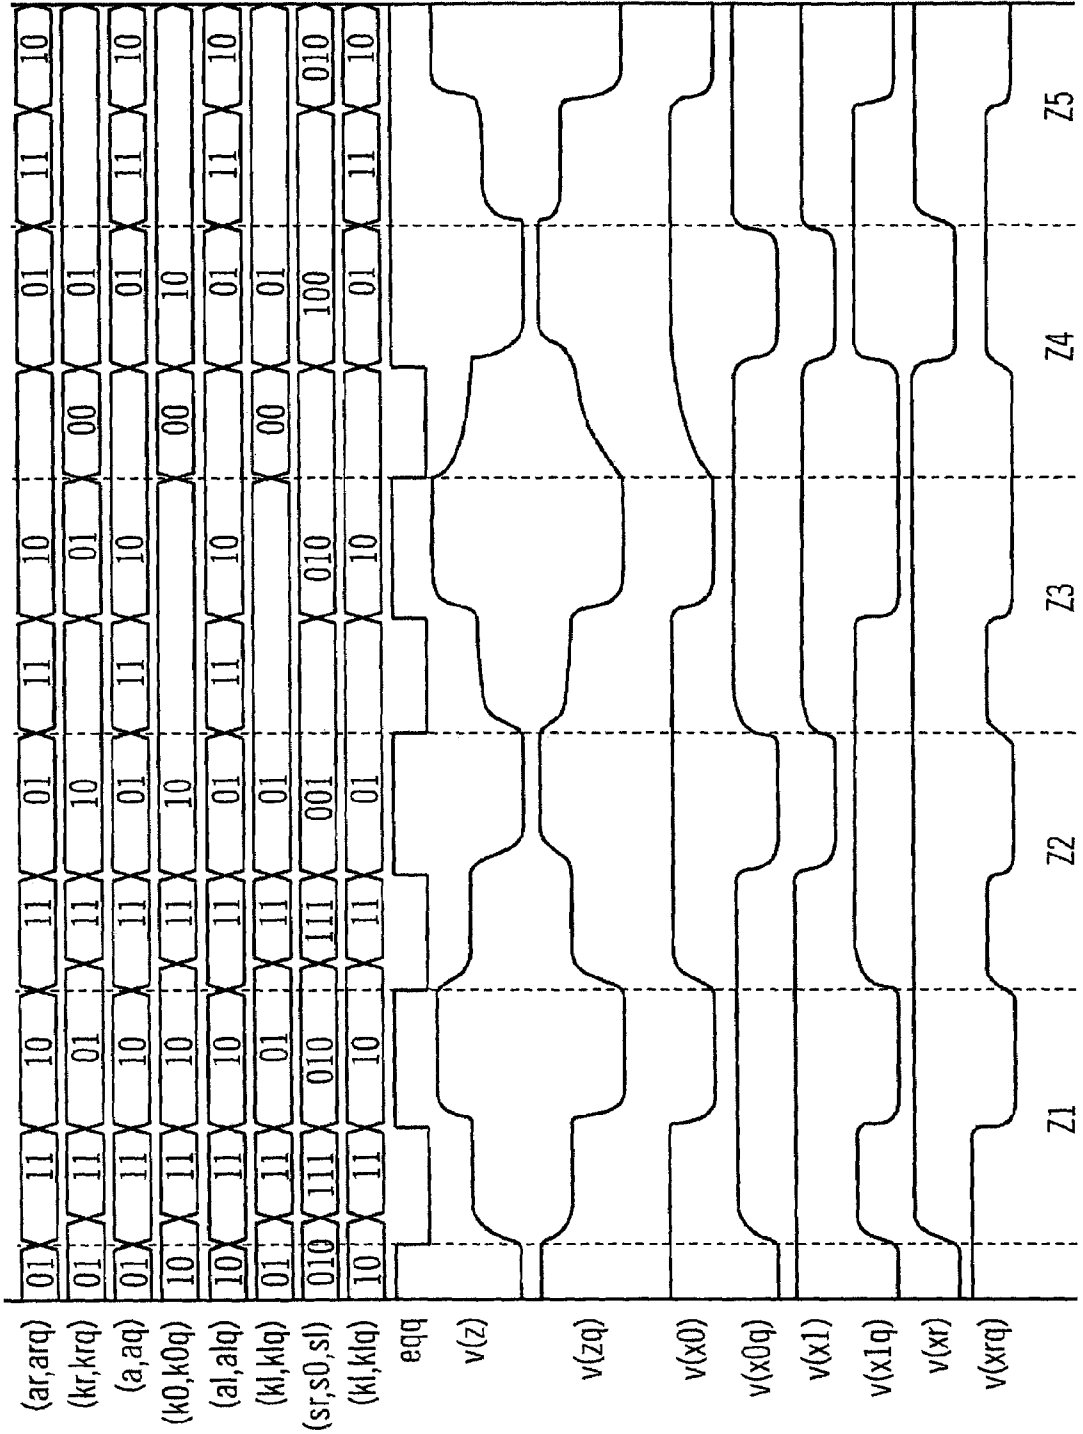 (ar,arq) 01 11 10 11 01 11 10 01 11 10
(kr,krq) 01 11 01 11 10 01 00 01
(a,aq) 01 11 10 11 01 11 10 01 11 10
(k0,k0q) 10 11 10 11 10 00 10
(al,alq) 10 11 10 11 01 11 10 01 11 10
(kl,klq) 01 11 01 11 01 00 01
(sr,s0,sl) 010 111 010 111 001 010 100 010
(kl,klq) 10 11 10 11 01 10 01 11 10
eqq
v(z)
v(zq)
v(x0)
v(x0q)
v(x1)
v(x1q)
v(xr)
v(xrq)
Z1 Z2 Z3 Z4 Z5